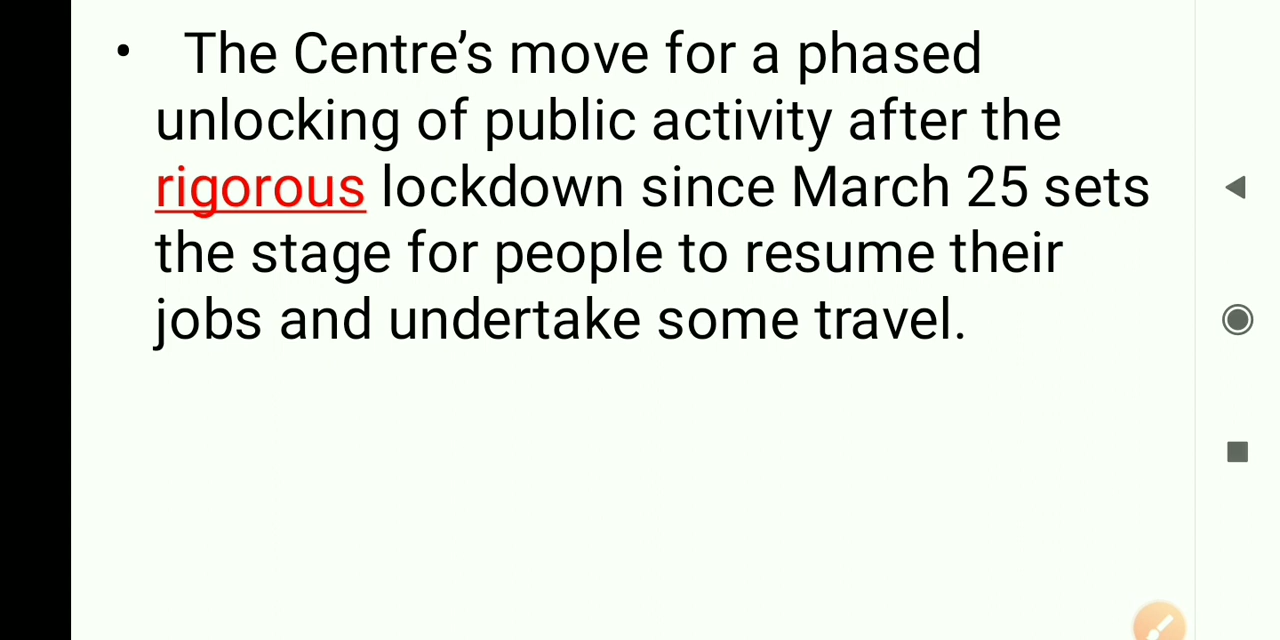 • The Centre’s move for a phased
unlocking of public activity after the
rigorous lockdown since March 25 sets
the stage for people to resume their
jobs and undertake some travel.